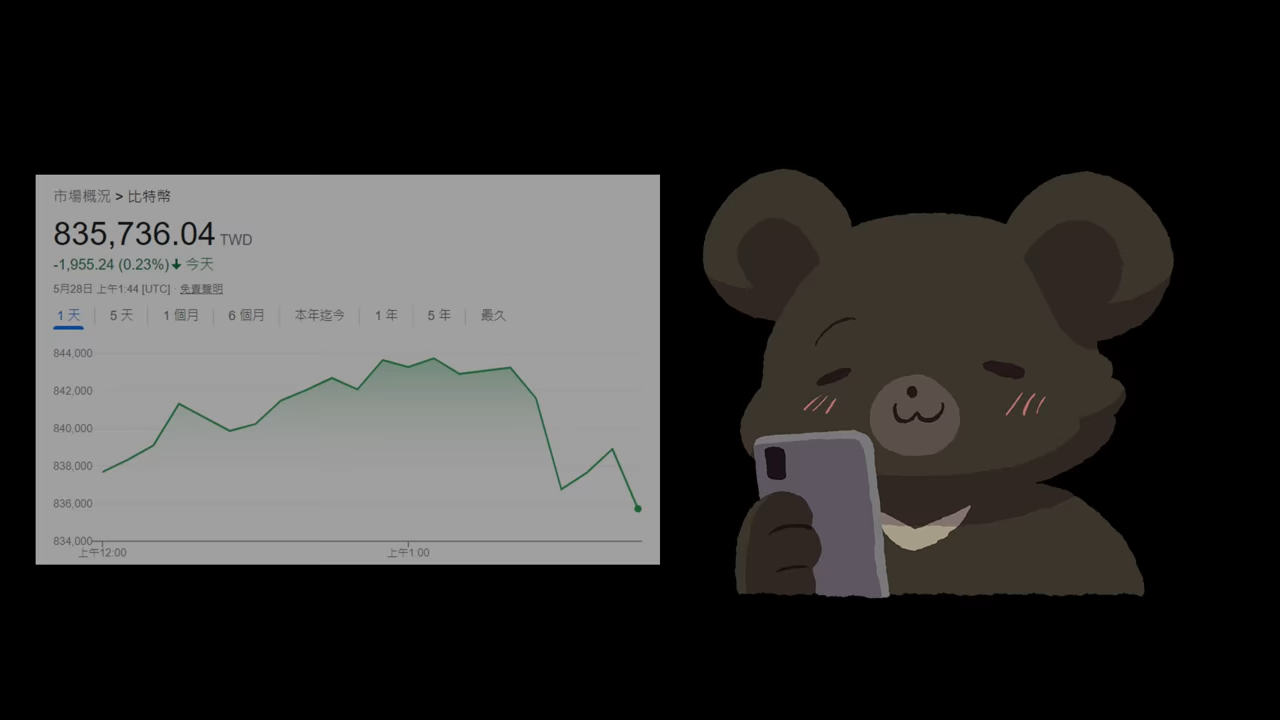 市場概況 > 比特幣
835,736.04 TWD
-1,955.24 (0.23%)↓今天
5月28日 上午1:44 [UTC] · 免責聲明
1 天 5 天 1 個月 6 個月 本年迄今 1 年 5 年 最久
844,000
842,000
840,000
838,000
836,000
834,000
上午12:00 上午1:00